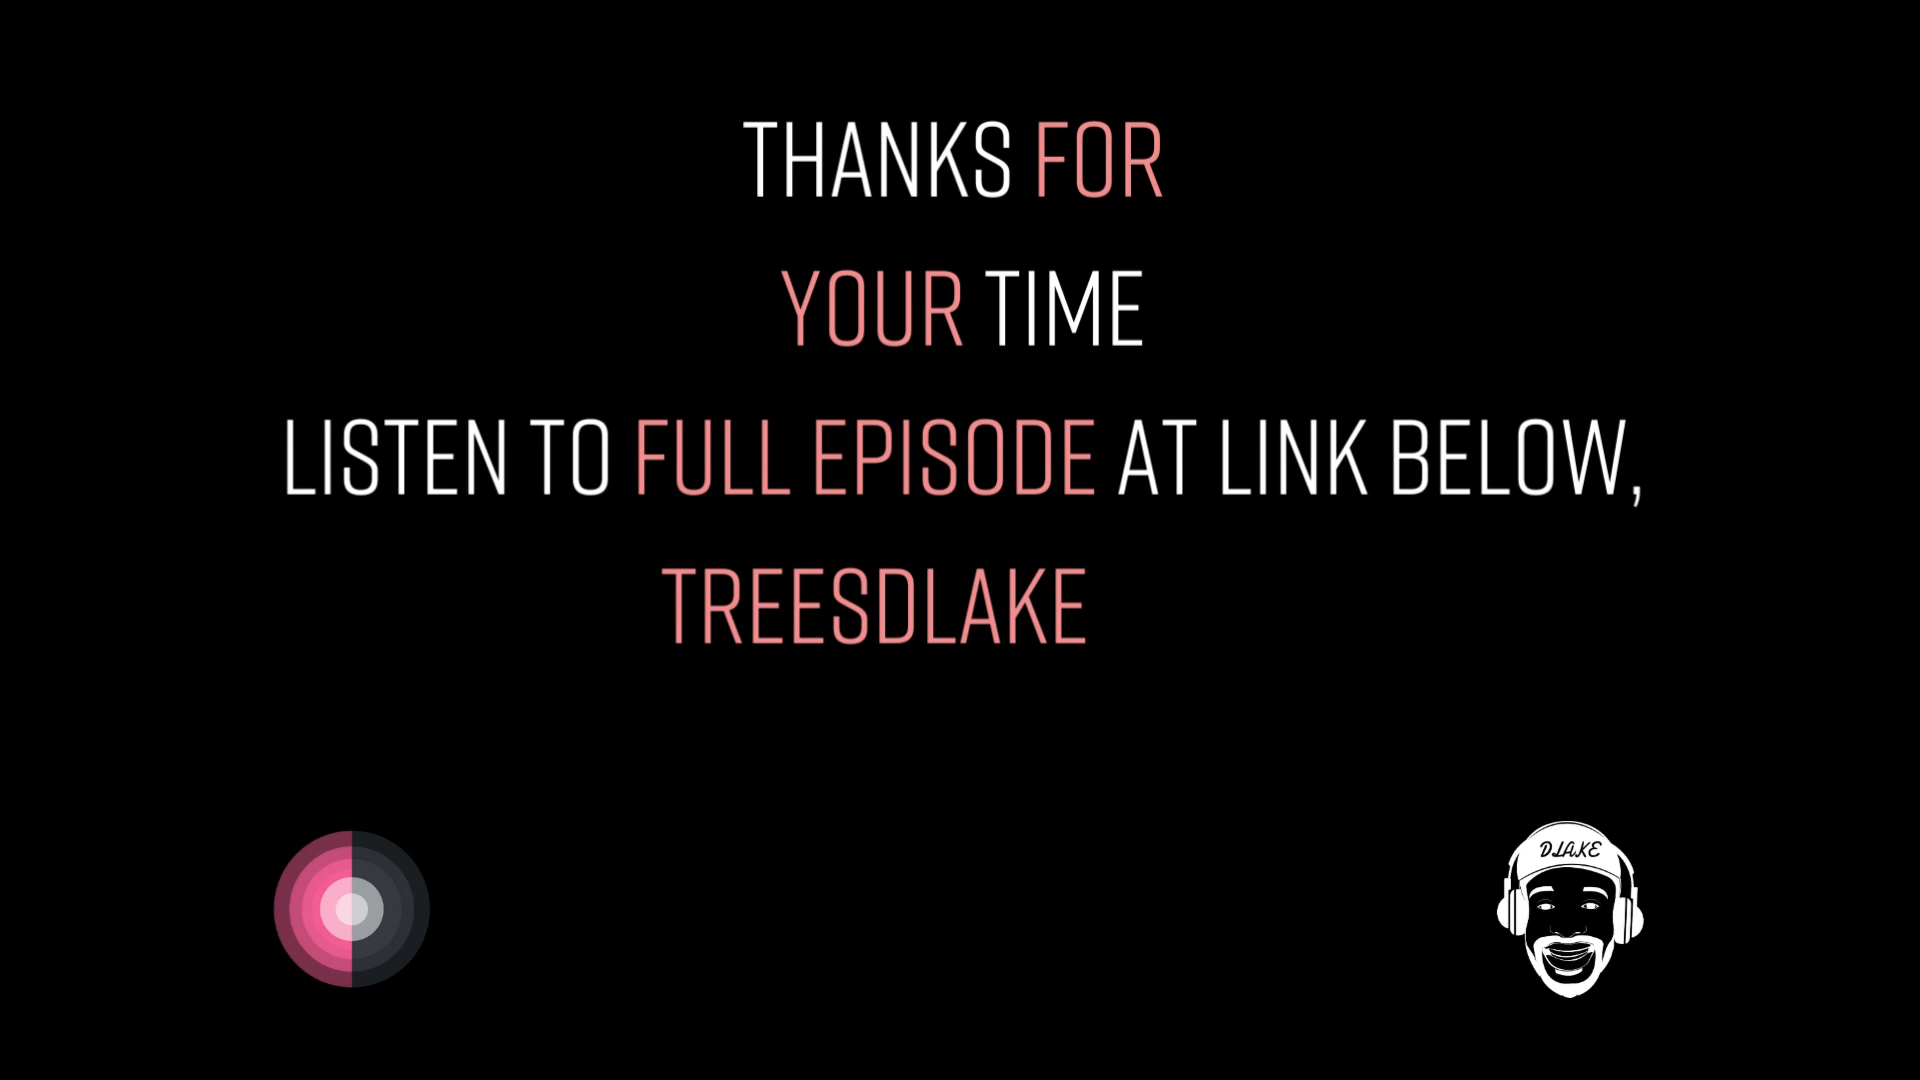 THANKS FOR
YOUR TIME
LISTEN TO FULL EPISODE AT LINK BELOW,
TREESDLAKE
DLAKE